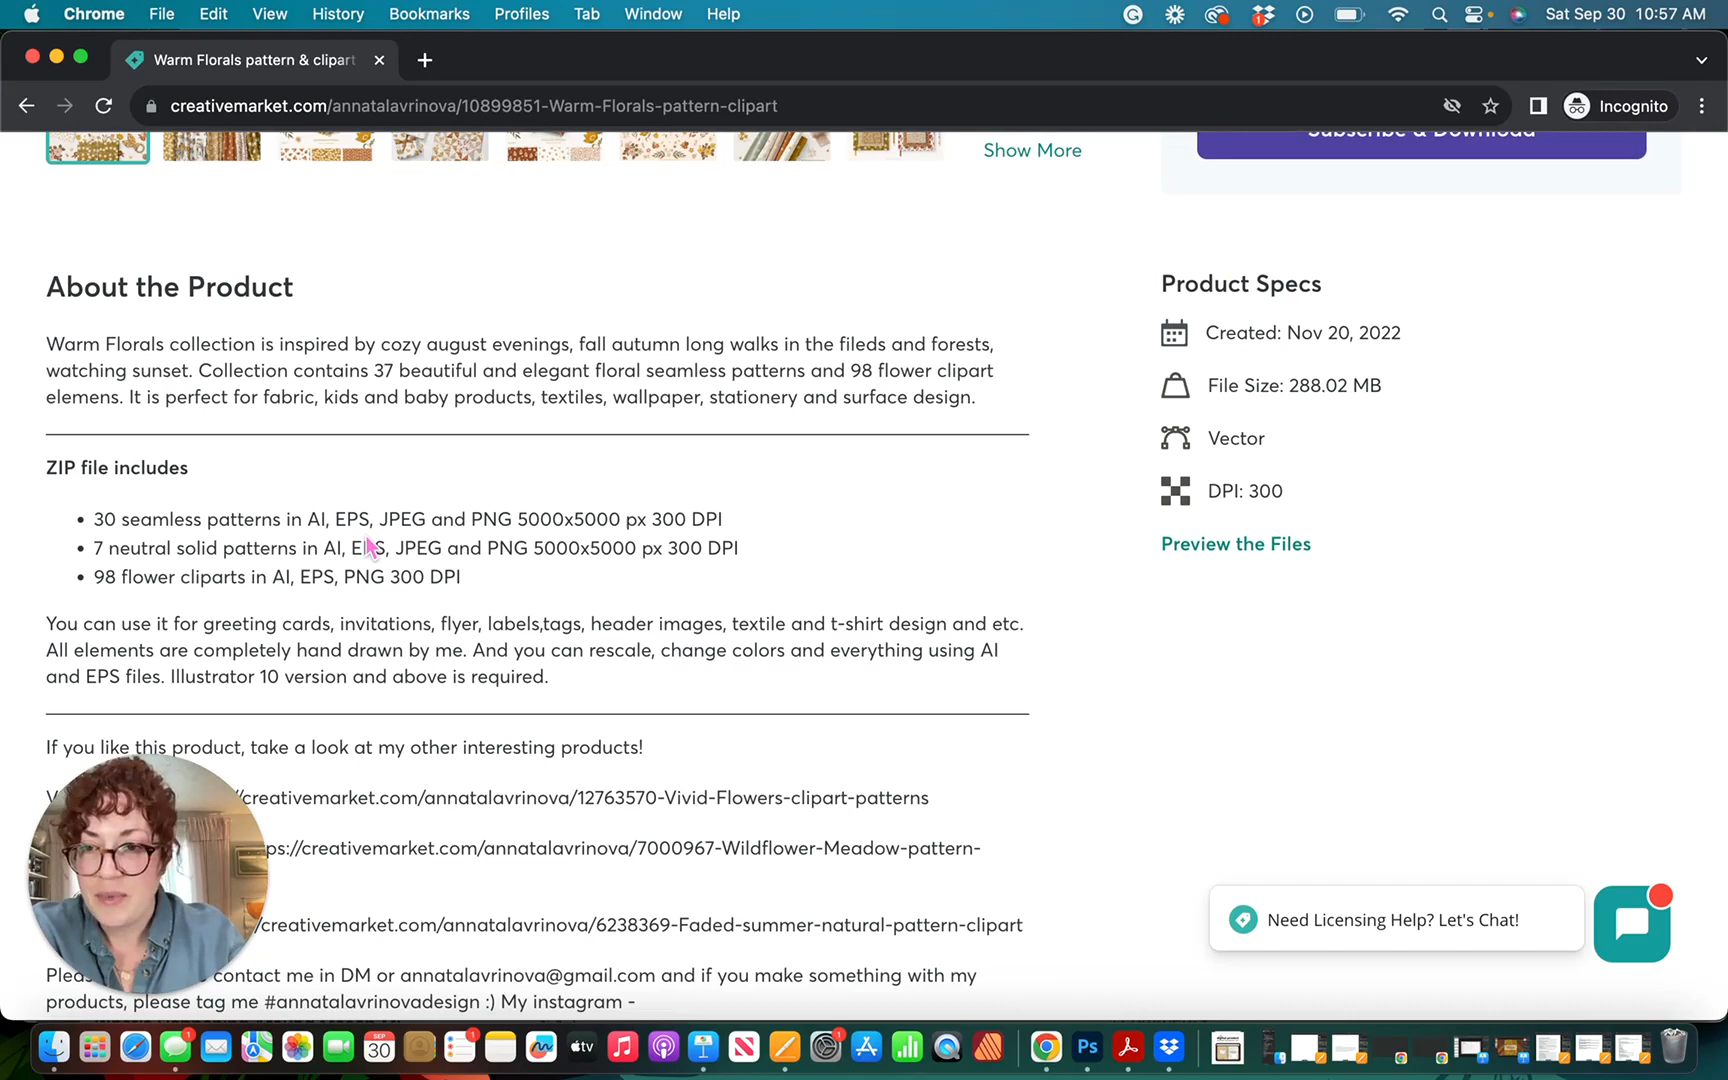 Chrome File Edit View History Bookmarks Profiles Tab Window Help 1 Sat Sep 30 10:57 AM
Warm Florals pattern & clipart
creativemarket.com/annatalavrinova/10899851-Warm-Florals-pattern-clipart Incognito
Show More
Subscribe & Download
About the Product
Warm Florals collection is inspired by cozy august evenings, fall autumn long walks in the fileds and forests,
watching sunset. Collection contains 37 beautiful and elegant floral seamless patterns and 98 flower clipart
elemens. It is perfect for fabric, kids and baby products, textiles, wallpaper, stationery and surface design.
ZIP file includes
• 30 seamless patterns in AI, EPS, JPEG and PNG 5000x5000 px 300 DPI
• 7 neutral solid patterns in AI, EPS, JPEG and PNG 5000x5000 px 300 DPI
• 98 flower cliparts in AI, EPS, PNG 300 DPI
You can use it for greeting cards, invitations, flyer, labels,tags, header images, textile and t-shirt design and etc.
All elements are completely hand drawn by me. And you can rescale, change colors and everything using AI
and EPS files. Illustrator 10 version and above is required.
If you like this product, take a look at my other interesting products!
/creativemarket.com/annatalavrinova/12763570-Vivid-Flowers-clipart-patterns
ps://creativemarket.com/annatalavrinova/7000967-Wildflower-Meadow-pattern-
/creativemarket.com/annatalavrinova/6238369-Faded-summer-natural-pattern-clipart
contact me in DM or annatalavrinova@gmail.com and if you make something with my
products, please tag me #annatalavrinovadesign :) My instagram -
Product Specs
Created: Nov 20, 2022
File Size: 288.02 MB
Vector
DPI: 300
Preview the Files
Need Licensing Help? Let's Chat!
1 SEP 30 1 tv 1 Ps